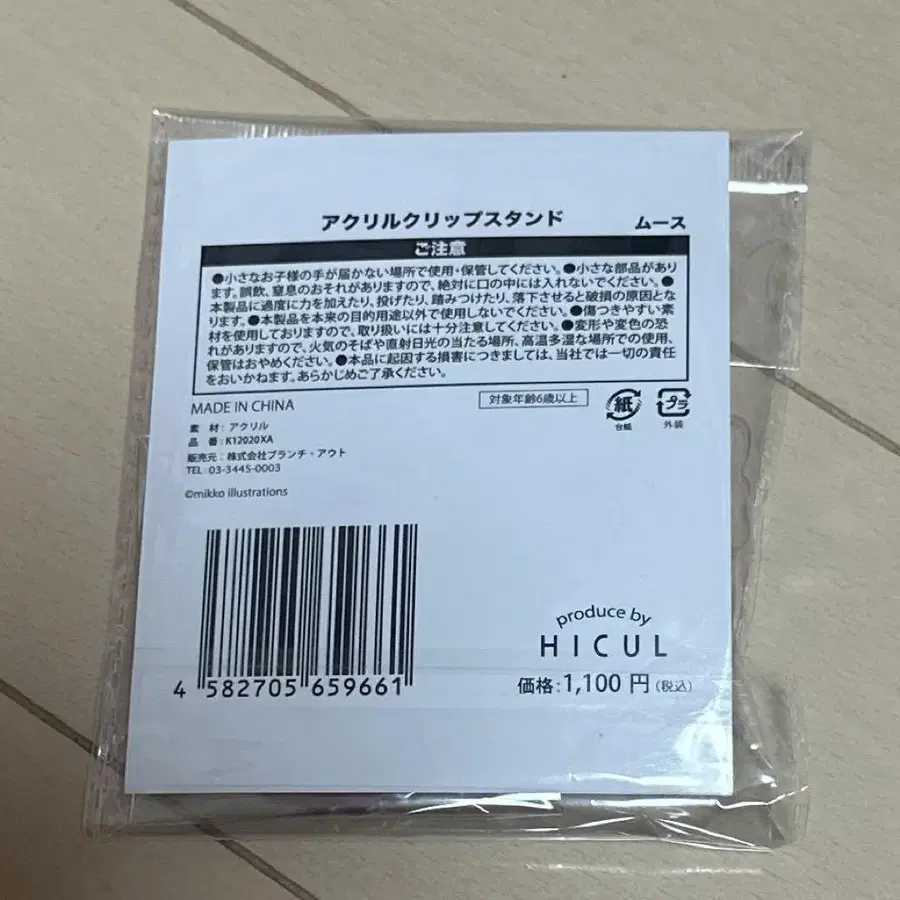 アクリルクリップスタンド ムース
ご注意
●小さなお子様の手が届かない場所で使用・保管してください。●小さな部品があり
ます。誤飲、窒息のおそれがありますので、絶対に口の中には入れないでください。●
本製品に過度に力を加えたり、投げたり、踏みつけたり、落下させると破損の原因とな
ります。●本製品を本来の目的用途以外で使用しないでください。●傷つきやすい素
材を使用しておりますので、取り扱いには十分注意してください。●変形や変色の恐
れがありますので、火気のそばや直射日光の当たる場所、高温多湿な場所での使用、
保管はおやめください。●本品に起因する損害につきましては、当社では一切の責任
をおいかねます。あらかじめご了承ください。
MADE IN CHINA
対象年齢6歳以上
紙
台紙
プラ
外装
素 材：アクリル
品 番：K12020XA
販売元：株式会社ブランチ・アウト
TEL：03-3445-0003
©mikko illustrations
4 582705 659661
produce by
HICUL
価格：1,100 円（税込）